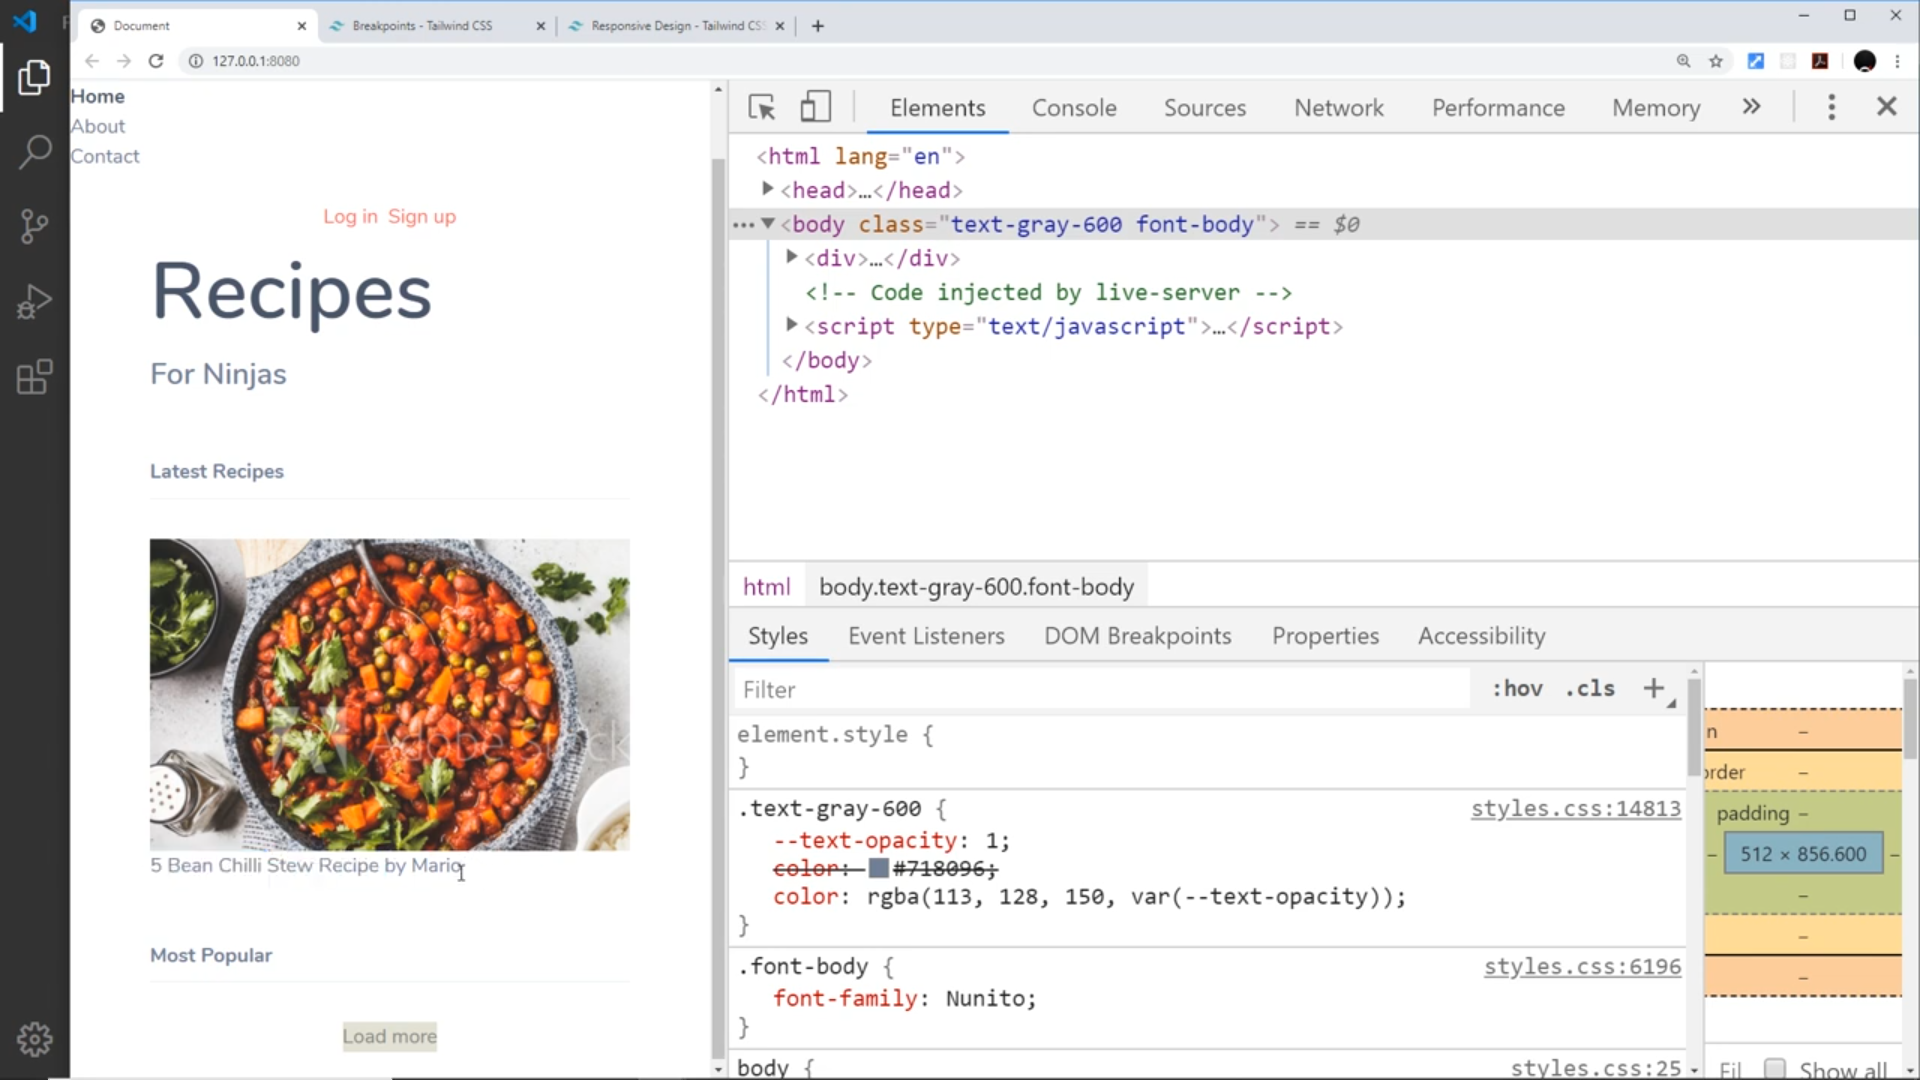 Document
Breakpoints - Tailwind CSS
Responsive Design - Tailwind CSS
127.0.0.1:8080
Home
About
Contact
Log in Sign up
Recipes
For Ninjas
Latest Recipes
Adobe Stock
5 Bean Chilli Stew Recipe by Mario
Most Popular
Load more
Elements Console Sources Network Performance Memory
<html lang="en">
<head>…</head>
<body class="text-gray-600 font-body"> == $0
<div>…</div>
<!-- Code injected by live-server -->
<script type="text/javascript">…</script>
</body>
</html>
html body.text-gray-600.font-body
Styles Event Listeners DOM Breakpoints Properties Accessibility
Filter :hov .cls +
element.style {
}
.text-gray-600 { styles.css:14813
--text-opacity: 1;
color: #718096;
color: rgba(113, 128, 150, var(--text-opacity));
}
.font-body { styles.css:6196
font-family: Nunito;
}
body { styles.css:25
n –
order –
padding –
– 512 × 856.600 –
–
–
–
Fil Show all